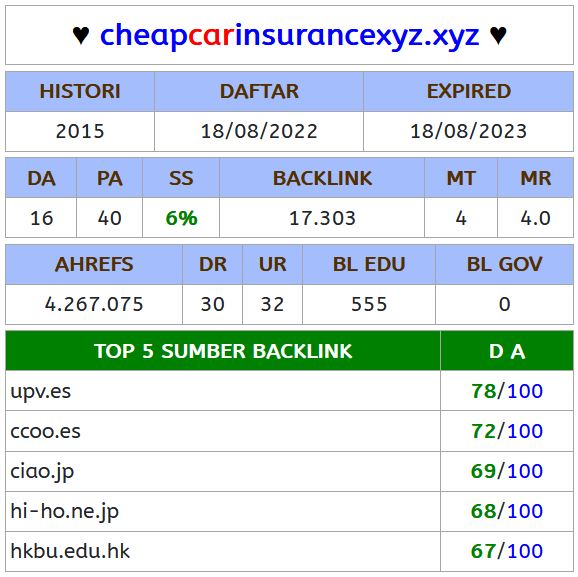 ♥ cheapcarinsurancexyz.xyz ♥
HISTORI DAFTAR EXPIRED
2015 18/08/2022 18/08/2023
DA PA SS BACKLINK MT MR
16 40 6% 17.303 4 4.0
AHREFS DR UR BL EDU BL GOV
4.267.075 30 32 555 0
TOP 5 SUMBER BACKLINK D A
upv.es 78/100
ccoo.es 72/100
ciao.jp 69/100
hi-ho.ne.jp 68/100
hkbu.edu.hk 67/100